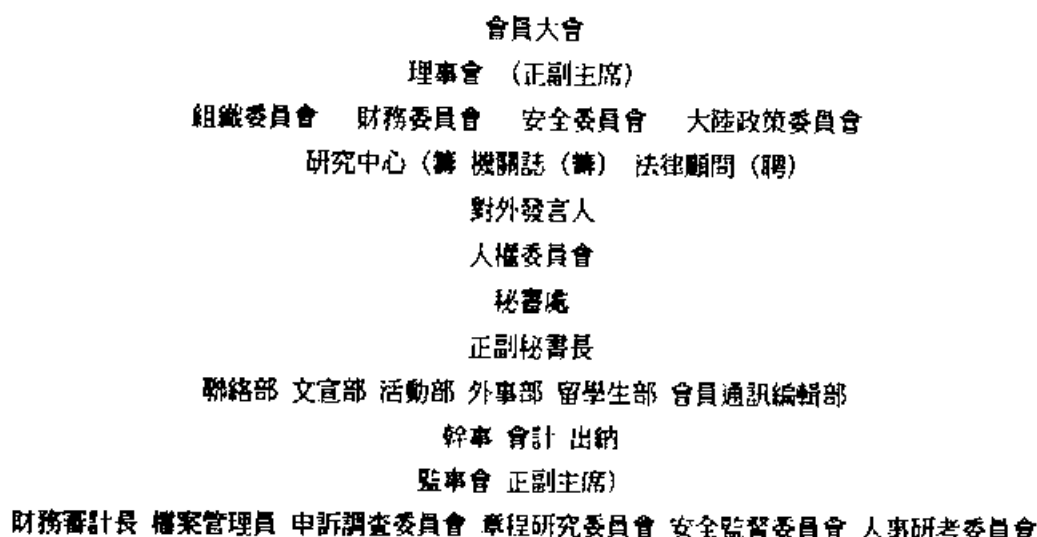 會員大會
理事會 （正副主席）
組織委員會 財務委員會 安全委員會 大陸政策委員會
研究中心（籌 機關誌（籌） 法律顧問（聘）
對外發言人
人權委員會
秘書處
正副秘書長
聯絡部 文宣部 活動部 外事部 留學生部 會員通訊編輯部
幹事 會計 出納
監事會 正副主席）
財務審計長 檔案管理員 申訴調查委員會 章程研究委員會 安全監督委員會 人事研考委員會